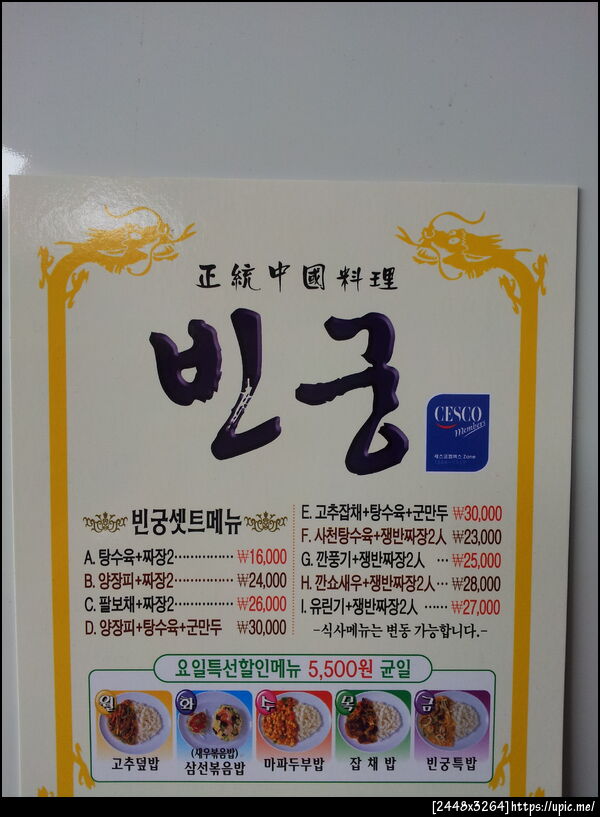 正統中國料理
빈궁
CESCO
Members
세스코멤버스 Zone
빈궁셋트메뉴
A. 탕수육+짜장2 ············· ₩16,000
B. 양장피+짜장2 ············· ₩24,000
C. 팔보채+짜장2 ············· ₩26,000
D. 양장피+탕수육+군만두 ₩30,000
E. 고추잡채+탕수육+군만두 ₩30,000
F. 사천탕수육+쟁반짜장2人 ₩23,000
G. 깐풍기+쟁반짜장2人 ··· ₩25,000
H. 깐쇼새우+쟁반짜장2人 ··· ₩28,000
I. 유린기+쟁반짜장2人 ······ ₩27,000
-식사메뉴는 변동 가능합니다.-
요일특선할인메뉴 5,500원 균일
월 화 수 목 금
고추덮밥
(새우볶음밥)
삼선볶음밥
마파두부밥
잡채밥
빈궁특밥
[2448x3264]https://upic.me/